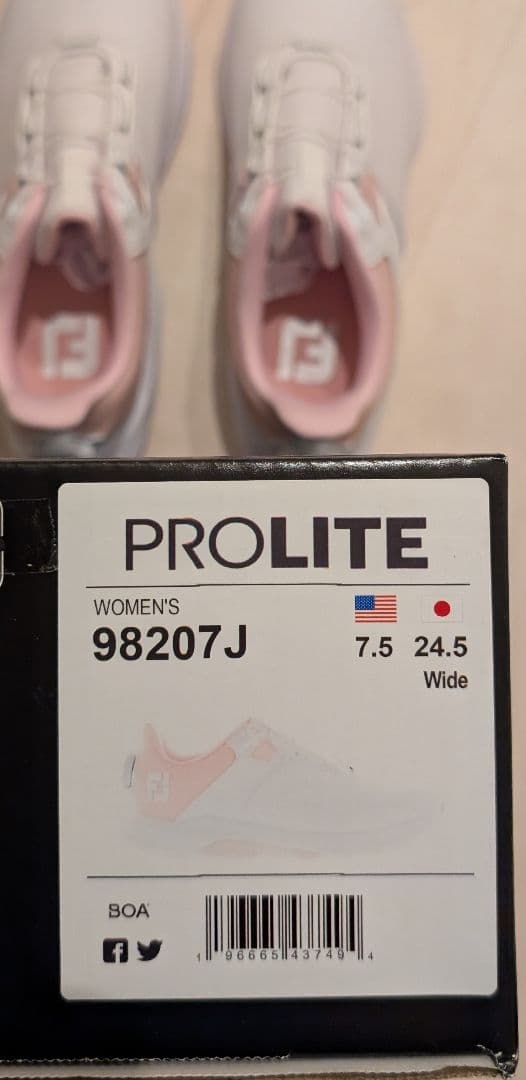 PROLITE
WOMEN'S
98207J
7.5 24.5
Wide
BOA
1 96665 43749 4